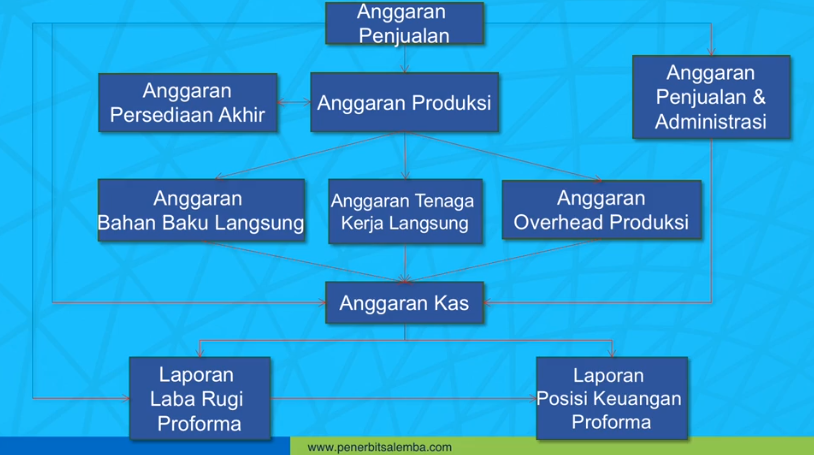 Anggaran
Penjualan
Anggaran
Persediaan Akhir
Anggaran Produksi
Anggaran
Penjualan &
Administrasi
Anggaran
Bahan Baku Langsung
Anggaran Tenaga
Kerja Langsung
Anggaran
Overhead Produksi
Anggaran Kas
Laporan
Laba Rugi
Proforma
Laporan
Posisi Keuangan
Proforma
www.penerbitsalemba.com